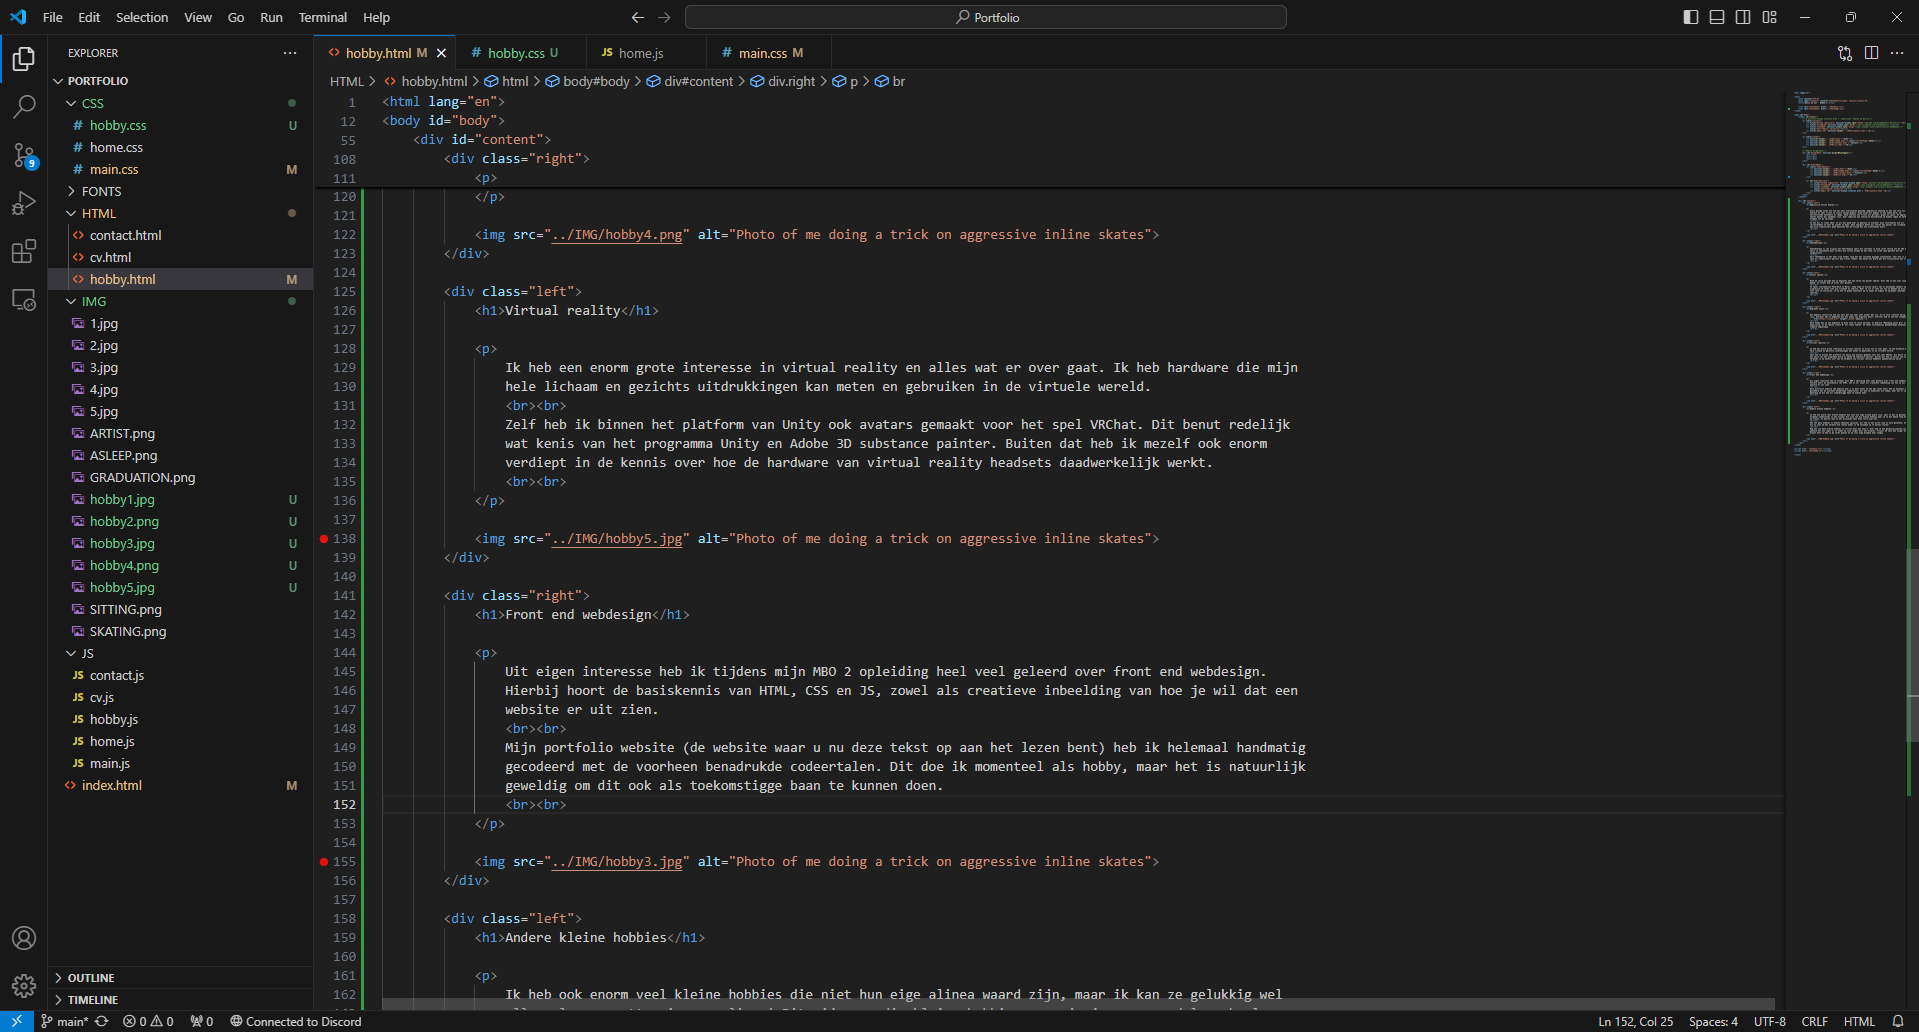 File Edit Selection View Go Run Terminal Help
Portfolio
EXPLORER
PORTFOLIO
CSS
hobby.css U
home.css
main.css M
FONTS
HTML
contact.html
cv.html
hobby.html M
IMG
1.jpg
2.jpg
3.jpg
4.jpg
5.jpg
ARTIST.png
ASLEEP.png
GRADUATION.png
hobby1.jpg U
hobby2.png U
hobby3.jpg U
hobby4.png U
hobby5.jpg U
SITTING.png
SKATING.png
JS
JS contact.js
JS cv.js
JS hobby.js
JS home.js
JS main.js
index.html M
OUTLINE
TIMELINE
9
hobby.html M
# hobby.css U
JS home.js
# main.css M
HTML > hobby.html > html > body#body > div#content > div.right > p > br
1 <html lang="en">
12 <body id="body">
55 <div id="content">
108 <div class="right">
111 <p>
120 </p>
121
122 <img src="../IMG/hobby4.png" alt="Photo of me doing a trick on aggressive inline skates">
123 </div>
124
125 <div class="left">
126 <h1>Virtual reality</h1>
127
128 <p>
129 Ik heb een enorm grote interesse in virtual reality en alles wat er over gaat. Ik heb hardware die mijn
130 hele lichaam en gezichts uitdrukkingen kan meten en gebruiken in de virtuele wereld.
131 <br><br>
132 Zelf heb ik binnen het platform van Unity ook avatars gemaakt voor het spel VRChat. Dit benut redelijk
133 wat kenis van het programma Unity en Adobe 3D substance painter. Buiten dat heb ik mezelf ook enorm
134 verdiept in de kennis over hoe de hardware van virtual reality headsets daadwerkelijk werkt.
135 <br><br>
136 </p>
137
138 <img src="../IMG/hobby5.jpg" alt="Photo of me doing a trick on aggressive inline skates">
139 </div>
140
141 <div class="right">
142 <h1>Front end webdesign</h1>
143
144 <p>
145 Uit eigen interesse heb ik tijdens mijn MBO 2 opleiding heel veel geleerd over front end webdesign.
146 Hierbij hoort de basiskennis van HTML, CSS en JS, zowel als creatieve inbeelding van hoe je wil dat een
147 website er uit zien.
148 <br><br>
149 Mijn portfolio website (de website waar u nu deze tekst op aan het lezen bent) heb ik helemaal handmatig
150 gecodeerd met de voorheen benadrukde codeertalen. Dit doe ik momenteel als hobby, maar het is natuurlijk
151 geweldig om dit ook als toekomstigge baan te kunnen doen.
152 <br><br>
153 </p>
154
155 <img src="../IMG/hobby3.jpg" alt="Photo of me doing a trick on aggressive inline skates">
156 </div>
157
158 <div class="left">
159 <h1>Andere kleine hobbies</h1>
160
161 <p>
162 Ik heb ook enorm veel kleine hobbies die niet hun eige alinea waard zijn, maar ik kan ze gelukkig wel
main* 0 0 0 Connected to Discord
Ln 152, Col 25 Spaces: 4 UTF-8 CRLF HTML